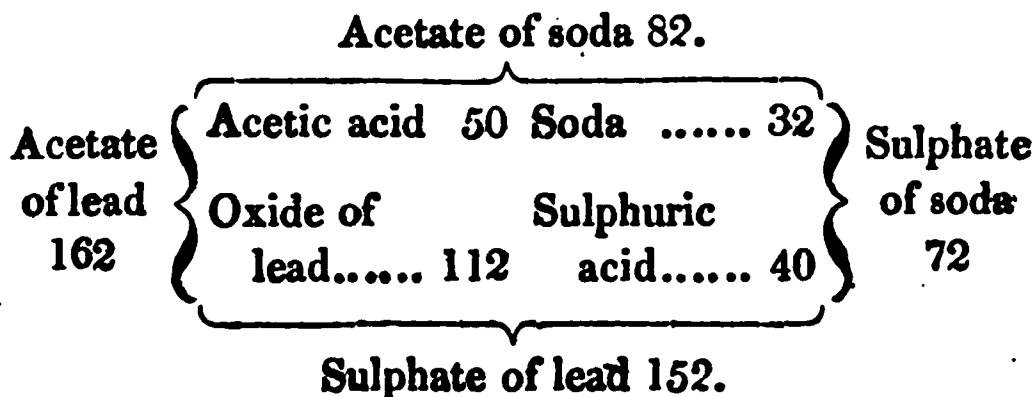 Acetate of soda 82.
Acetic acid 50 Soda ...... 32
Acetate of lead 162
Sulphate of soda 72
Oxide of lead...... 112
Sulphuric acid...... 40
Sulphate of lead 152.